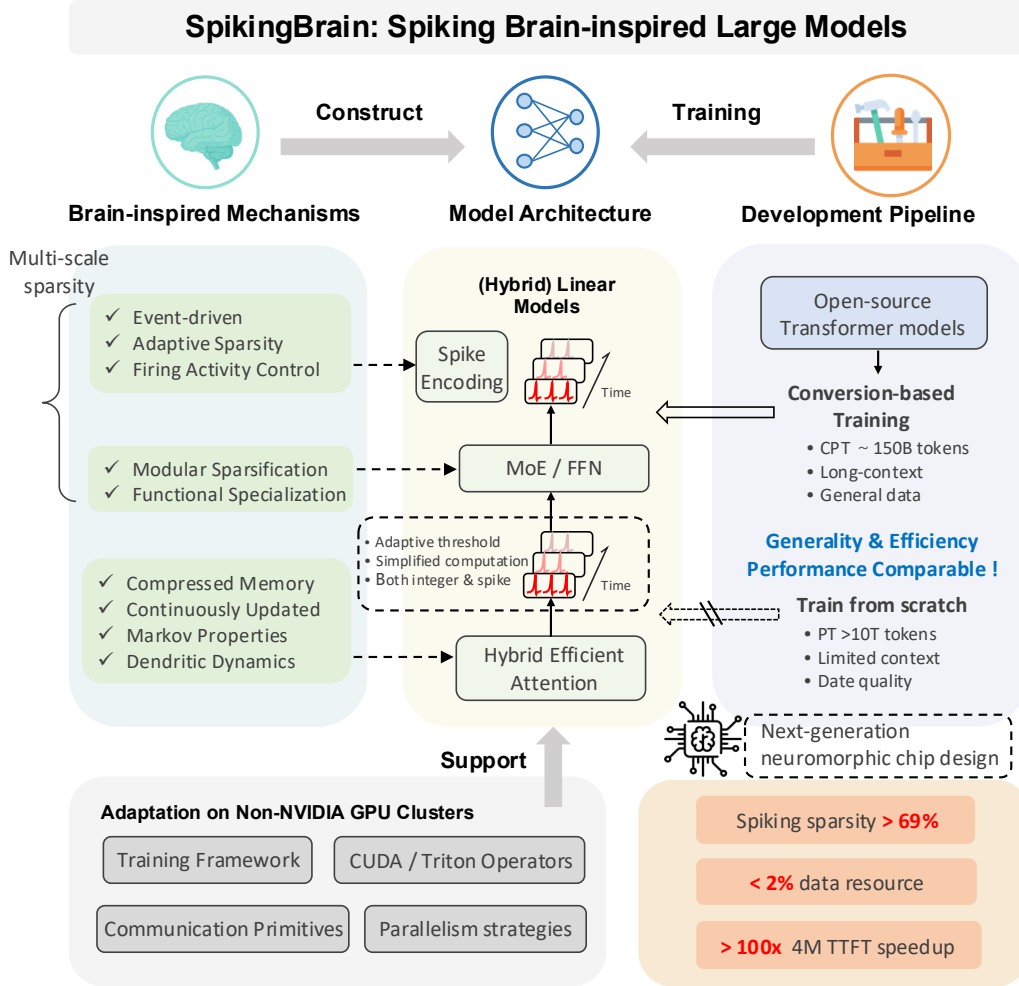 SpikingBrain: Spiking Brain-inspired Large Models
Construct
Training
Brain-inspired Mechanisms
Model Architecture
Development Pipeline
Multi-scale
sparsity
✓ Event-driven
✓ Adaptive Sparsity
✓ Firing Activity Control
✓ Modular Sparsification
✓ Functional Specialization
✓ Compressed Memory
✓ Continuously Updated
✓ Markov Properties
✓ Dendritic Dynamics
(Hybrid) Linear
Models
Spike
Encoding
Time
MoE / FFN
• Adaptive threshold
• Simplified computation
• Both integer & spike
Time
Hybrid Efficient
Attention
Open-source
Transformer models
Conversion-based
Training
• CPT ~ 150B tokens
• Long-context
• General data
Generality & Efficiency
Performance Comparable !
Train from scratch
• PT >10T tokens
• Limited context
• Date quality
Support
Next-generation
neuromorphic chip design
Adaptation on Non-NVIDIA GPU Clusters
Training Framework
CUDA / Triton Operators
Communication Primitives
Parallelism strategies
Spiking sparsity > 69%
< 2% data resource
> 100x 4M TTFT speedup